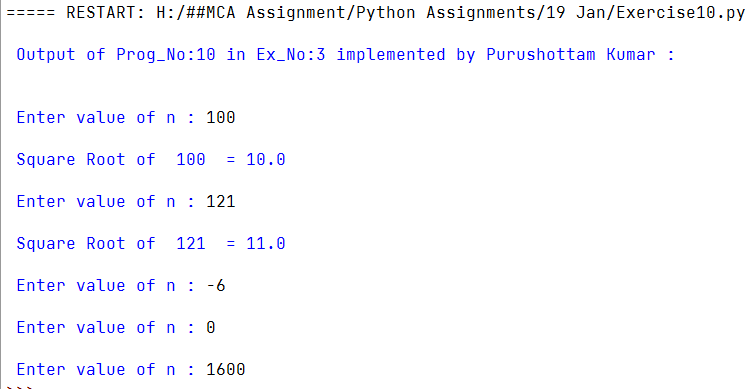 ===== RESTART: H:/##MCA Assignment/Python Assignments/19 Jan/Exercise10.py
Output of Prog_No:10 in Ex_No:3 implemented by Purushottam Kumar :
Enter value of n : 100
Square Root of  100  = 10.0
Enter value of n : 121
Square Root of  121  = 11.0
Enter value of n : -6
Enter value of n : 0
Enter value of n : 1600
>>>